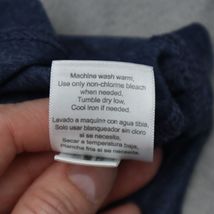 Machine wash warm,
Use only non-chlorine bleach
when needed,
Tumble dry low,
Cool iron if needed.
Lavado a maquina con agua tibia,
Solo usar blanqueador sin cloro
si se necesita,
Secar a temperatura baja,
Plancha fria si se necesita.